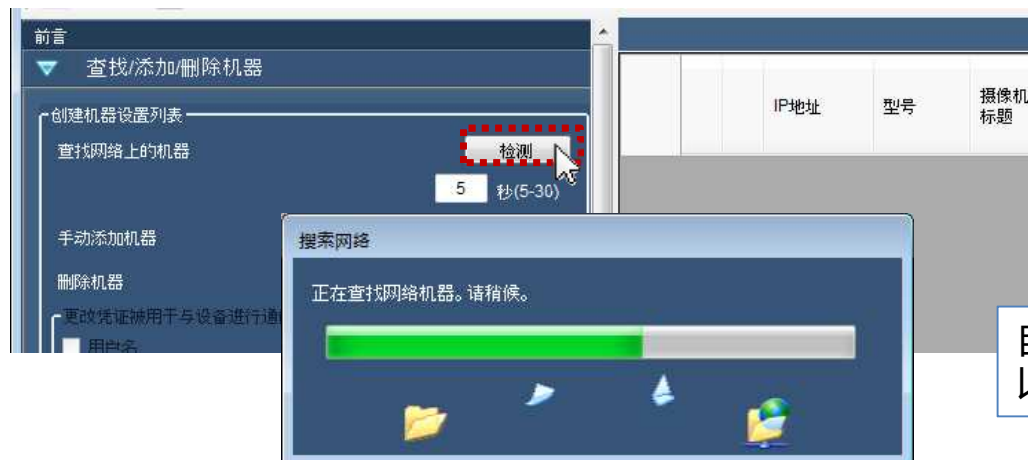 前言
查找/添加/删除机器
IP地址
型号
摄像机
标题
创建机器设置列表
查找网络上的机器
检测
5 秒(5-30)
手动添加机器
搜索网络
删除机器
正在查找网络机器。请稍候。
更改凭证被用于与设备进行通
用户名